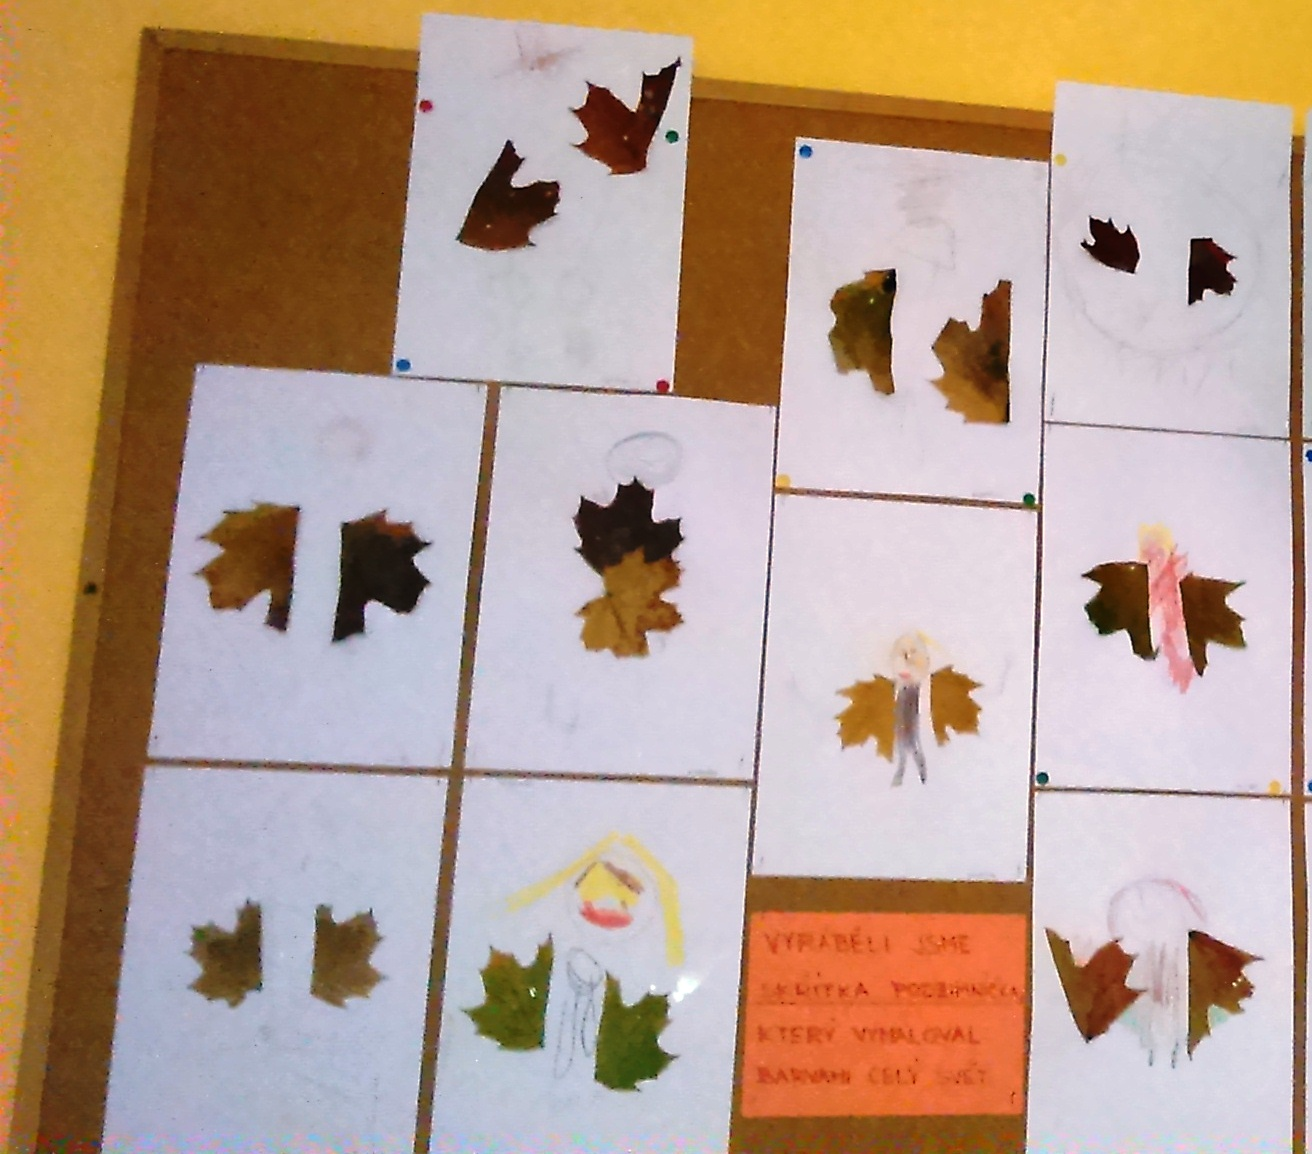 VYRÁBĚLI JSME
SKŘÍTKA PODZIMNÍČKA
KTERÝ VYMALOVAL
BARVAMI CELÝ SVĚT